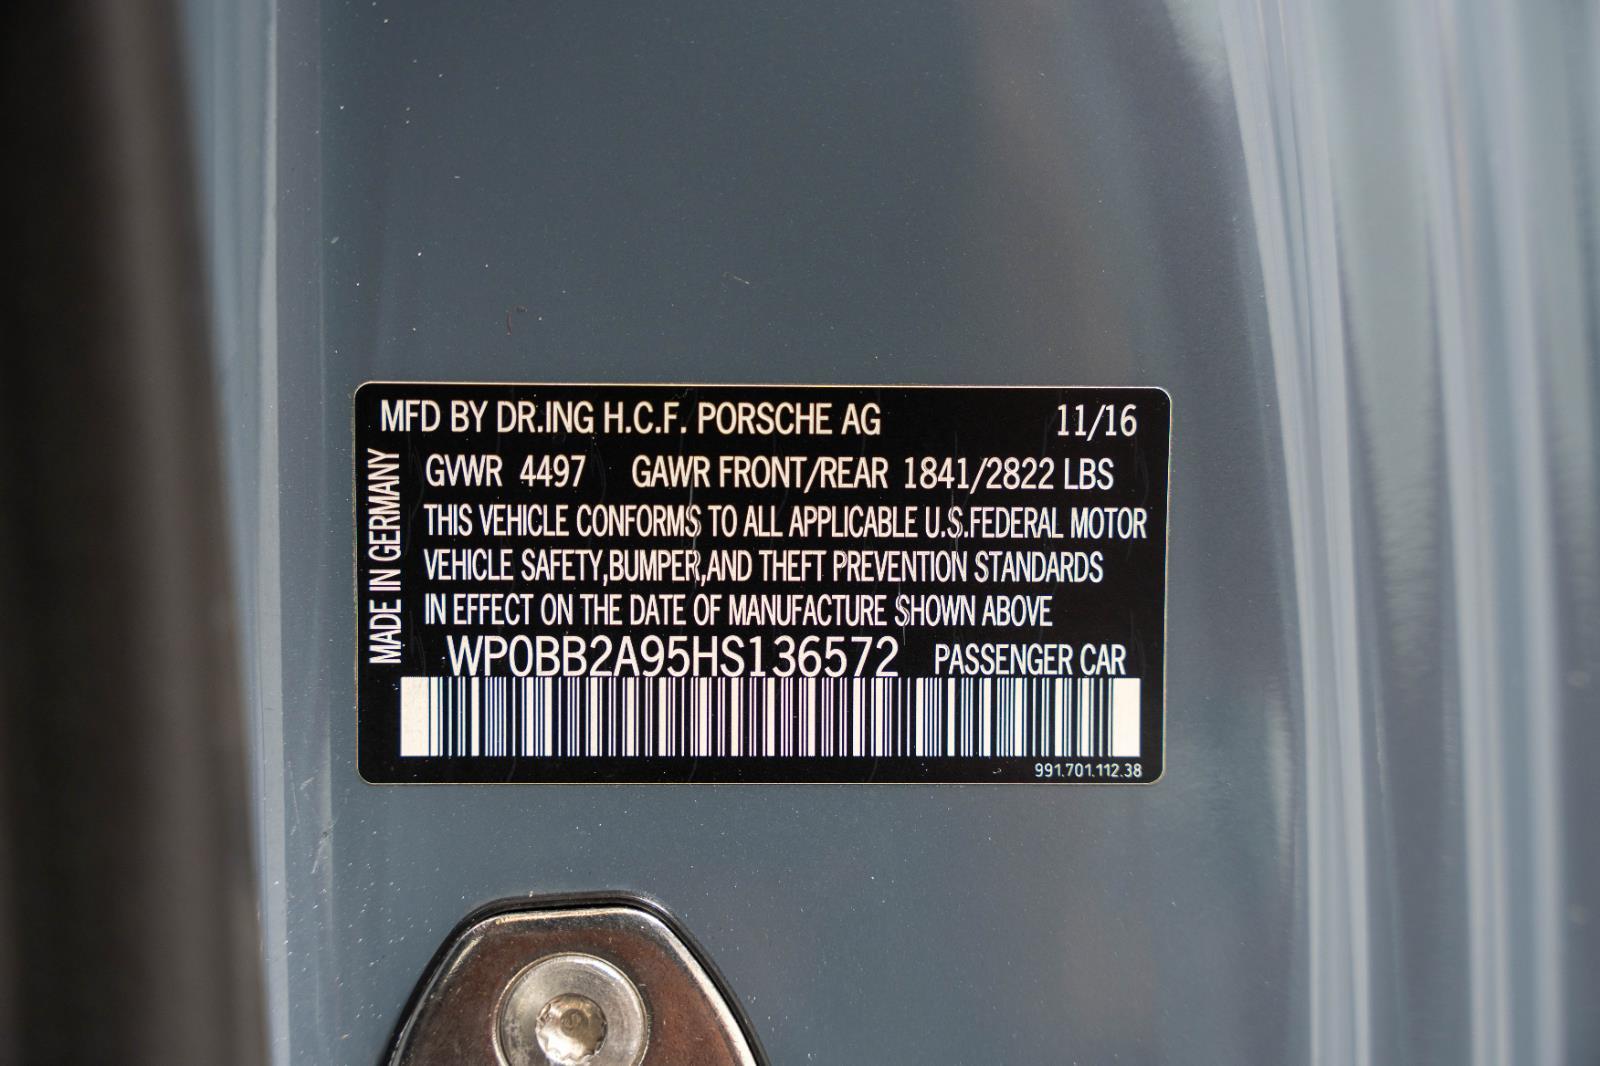 MFD BY DR.ING H.C.F. PORSCHE AG 11/16
MADE IN GERMANY
GVWR 4497 GAWR FRONT/REAR 1841/2822 LBS
THIS VEHICLE CONFORMS TO ALL APPLICABLE U.S.FEDERAL MOTOR
VEHICLE SAFETY,BUMPER,AND THEFT PREVENTION STANDARDS
IN EFFECT ON THE DATE OF MANUFACTURE SHOWN ABOVE
WP0BB2A95HS136572 PASSENGER CAR
991.701.112.38